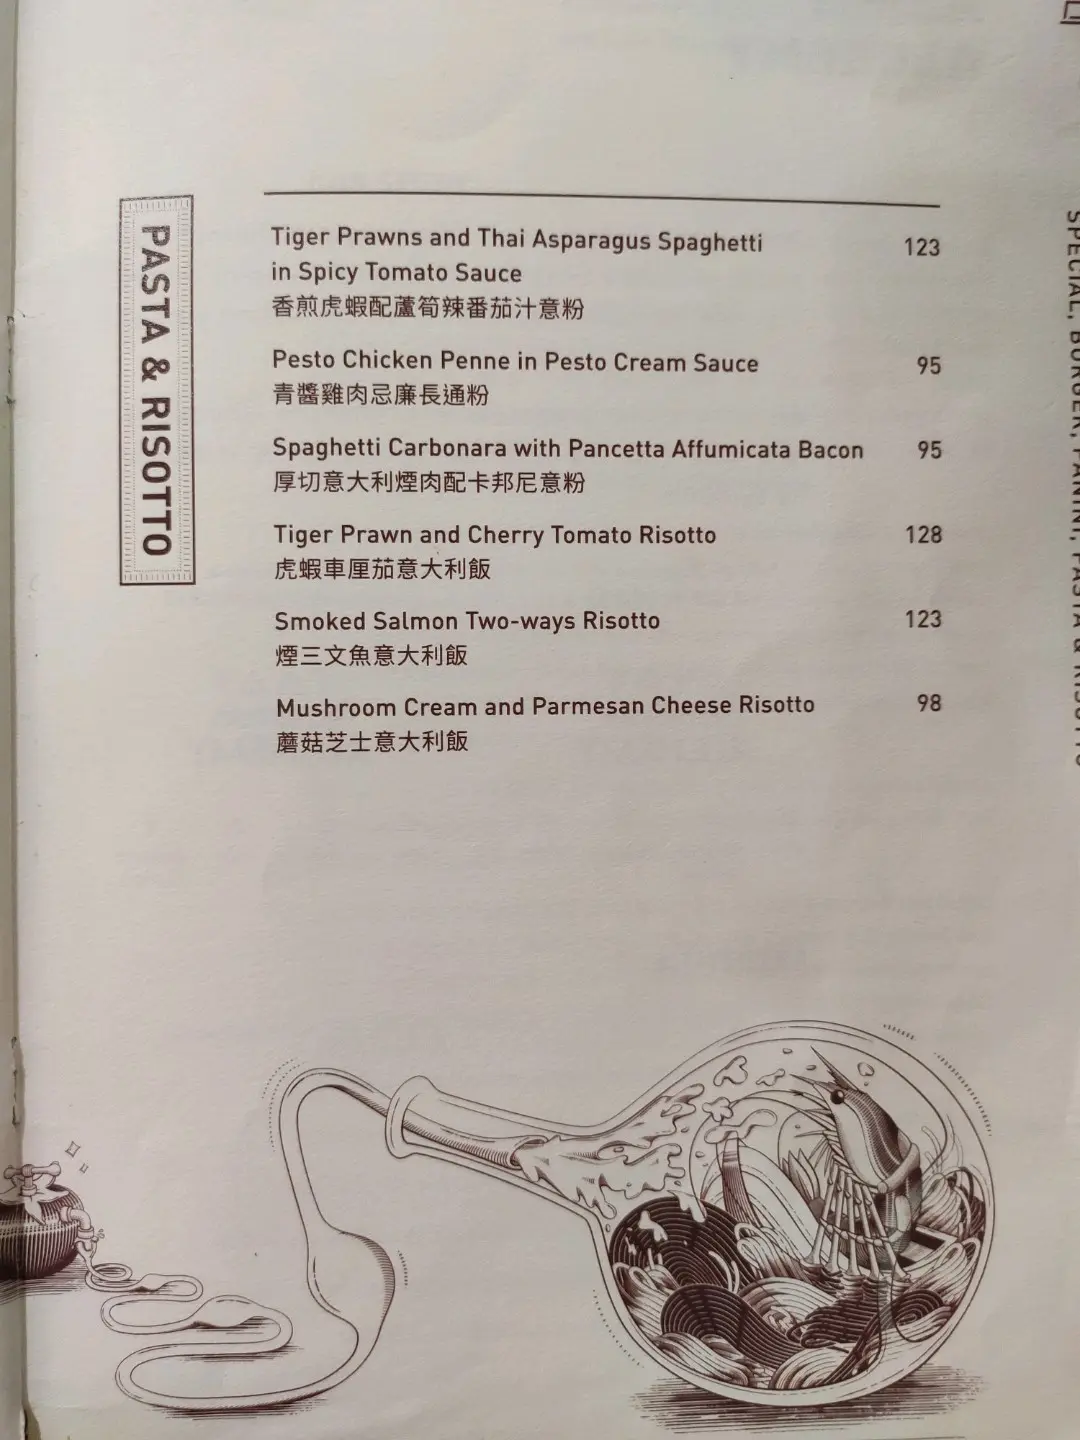 PASTA & RISOTTO
Tiger Prawns and Thai Asparagus Spaghetti 123
in Spicy Tomato Sauce
香煎虎蝦配蘆筍辣番茄汁意粉
Pesto Chicken Penne in Pesto Cream Sauce 95
青醬雞肉忌廉長通粉
Spaghetti Carbonara with Pancetta Affumicata Bacon 95
厚切意大利煙肉配卡邦尼意粉
Tiger Prawn and Cherry Tomato Risotto 128
虎蝦車厘茄意大利飯
Smoked Salmon Two-ways Risotto 123
煙三文魚意大利飯
Mushroom Cream and Parmesan Cheese Risotto 98
蘑菇芝士意大利飯
SPECIAL, BURGER, PANINI, PASTA & RISOTTO